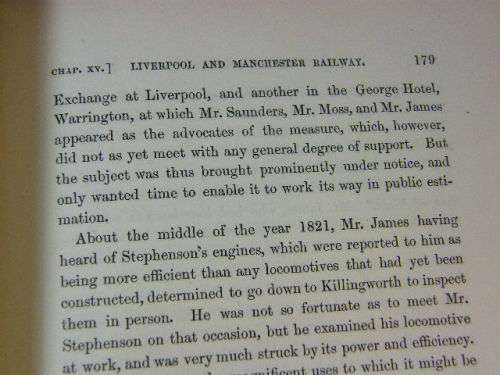 CHAP. XV.] LIVERPOOL AND MANCHESTER RAILWAY. 179
Exchange at Liverpool, and another in the George Hotel,
Warrington, at which Mr. Saunders, Mr. Moss, and Mr. James
appeared as the advocates of the measure, which, however,
did not as yet meet with any general degree of support. But
the subject was thus brought prominently under notice, and
only wanted time to enable it to work its way in public esti-
mation.
About the middle of the year 1821, Mr. James having
heard of Stephenson's engines, which were reported to him as
being more efficient than any locomotives that had yet been
constructed, determined to go down to Killingworth to inspect
them in person. He was not so fortunate as to meet Mr.
Stephenson on that occasion, but he examined his locomotive
at work, and was very much struck by its power and efficiency.
magnificent uses to which it might be